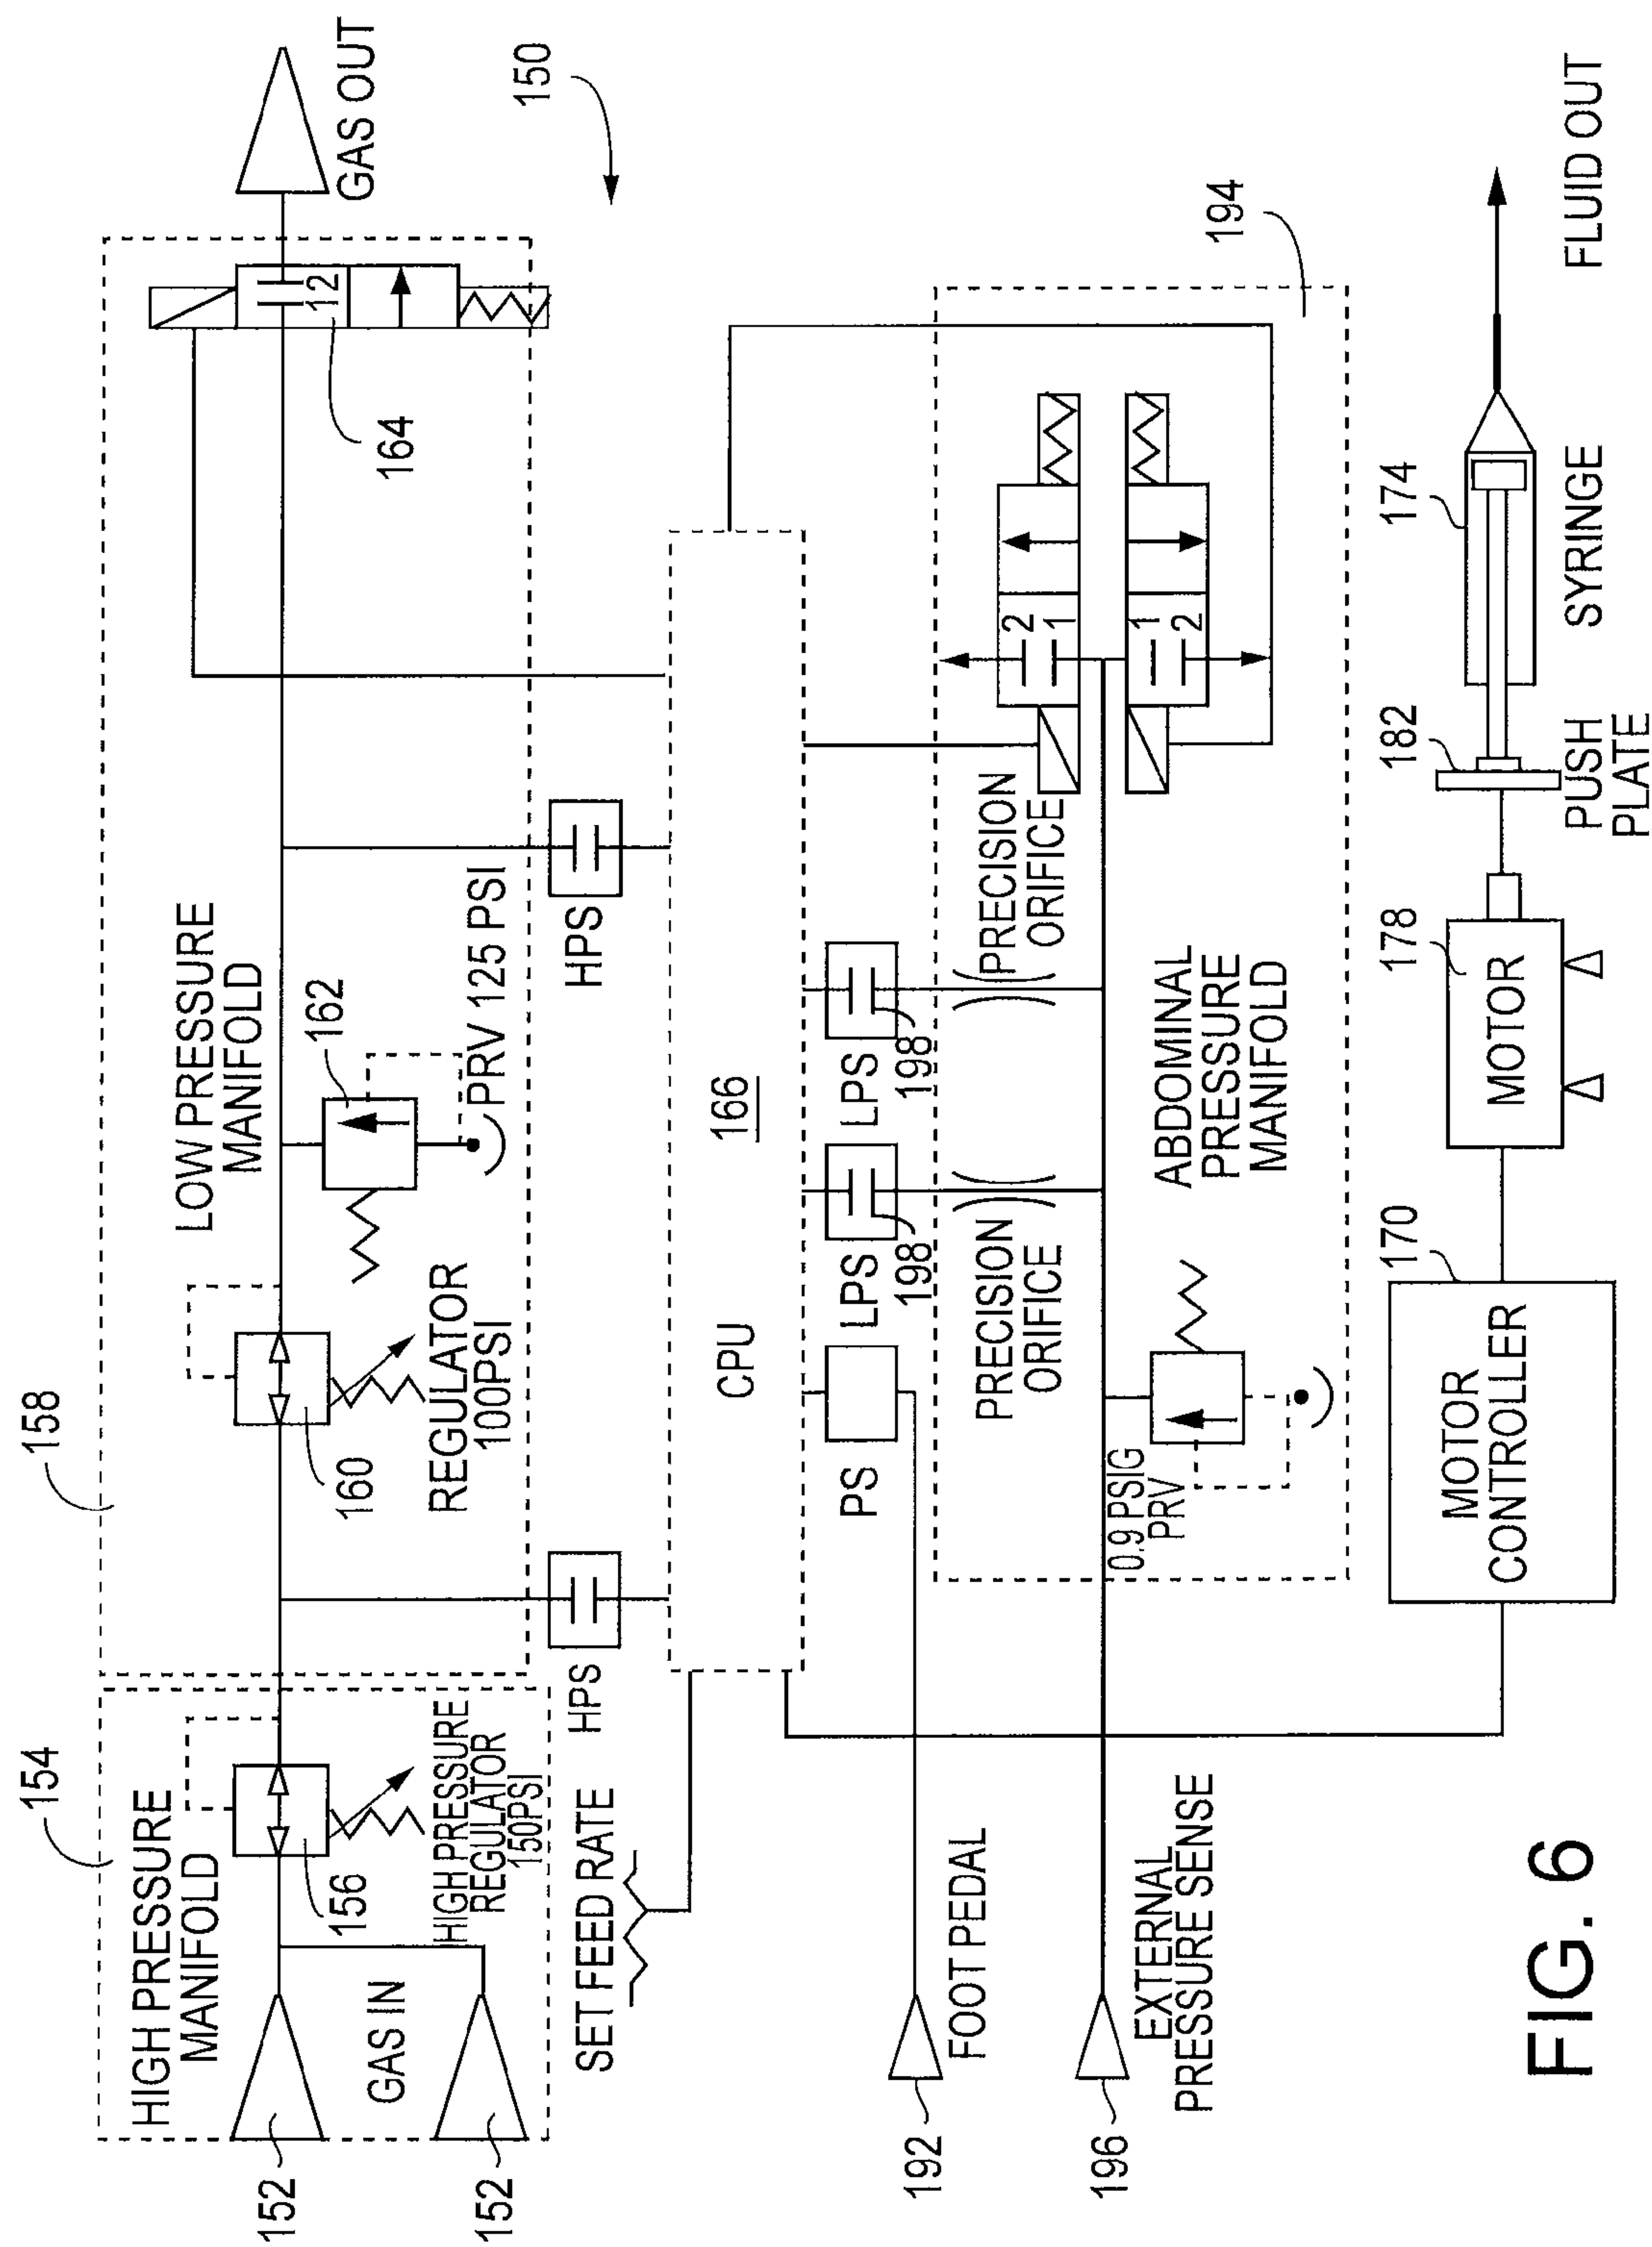 158
154
HIGH PRESSURE
MANIFOLD
LOW PRESSURE
MANIFOLD
152
GAS IN
152
156
HIGH PRESSURE
REGULATOR
150PSI
160
REGULATOR
100PSI
162
PRV 125 PSI
164
12
GAS OUT
150
HPS
HPS
SET FEED RATE
CPU
166
PS
LPS
198
LPS
198
192
FOOT PEDAL
196
EXTERNAL
PRESSURE SENSE
PRECISION
ORIFICE
PRECISION
ORIFICE
0.9 PSIG
PRV
ABDOMINAL
PRESSURE
MANIFOLD
2
1
1
2
194
170
MOTOR
CONTROLLER
178
MOTOR
182
PUSH
PLATE
174
SYRINGE
FLUID OUT
FIG. 6